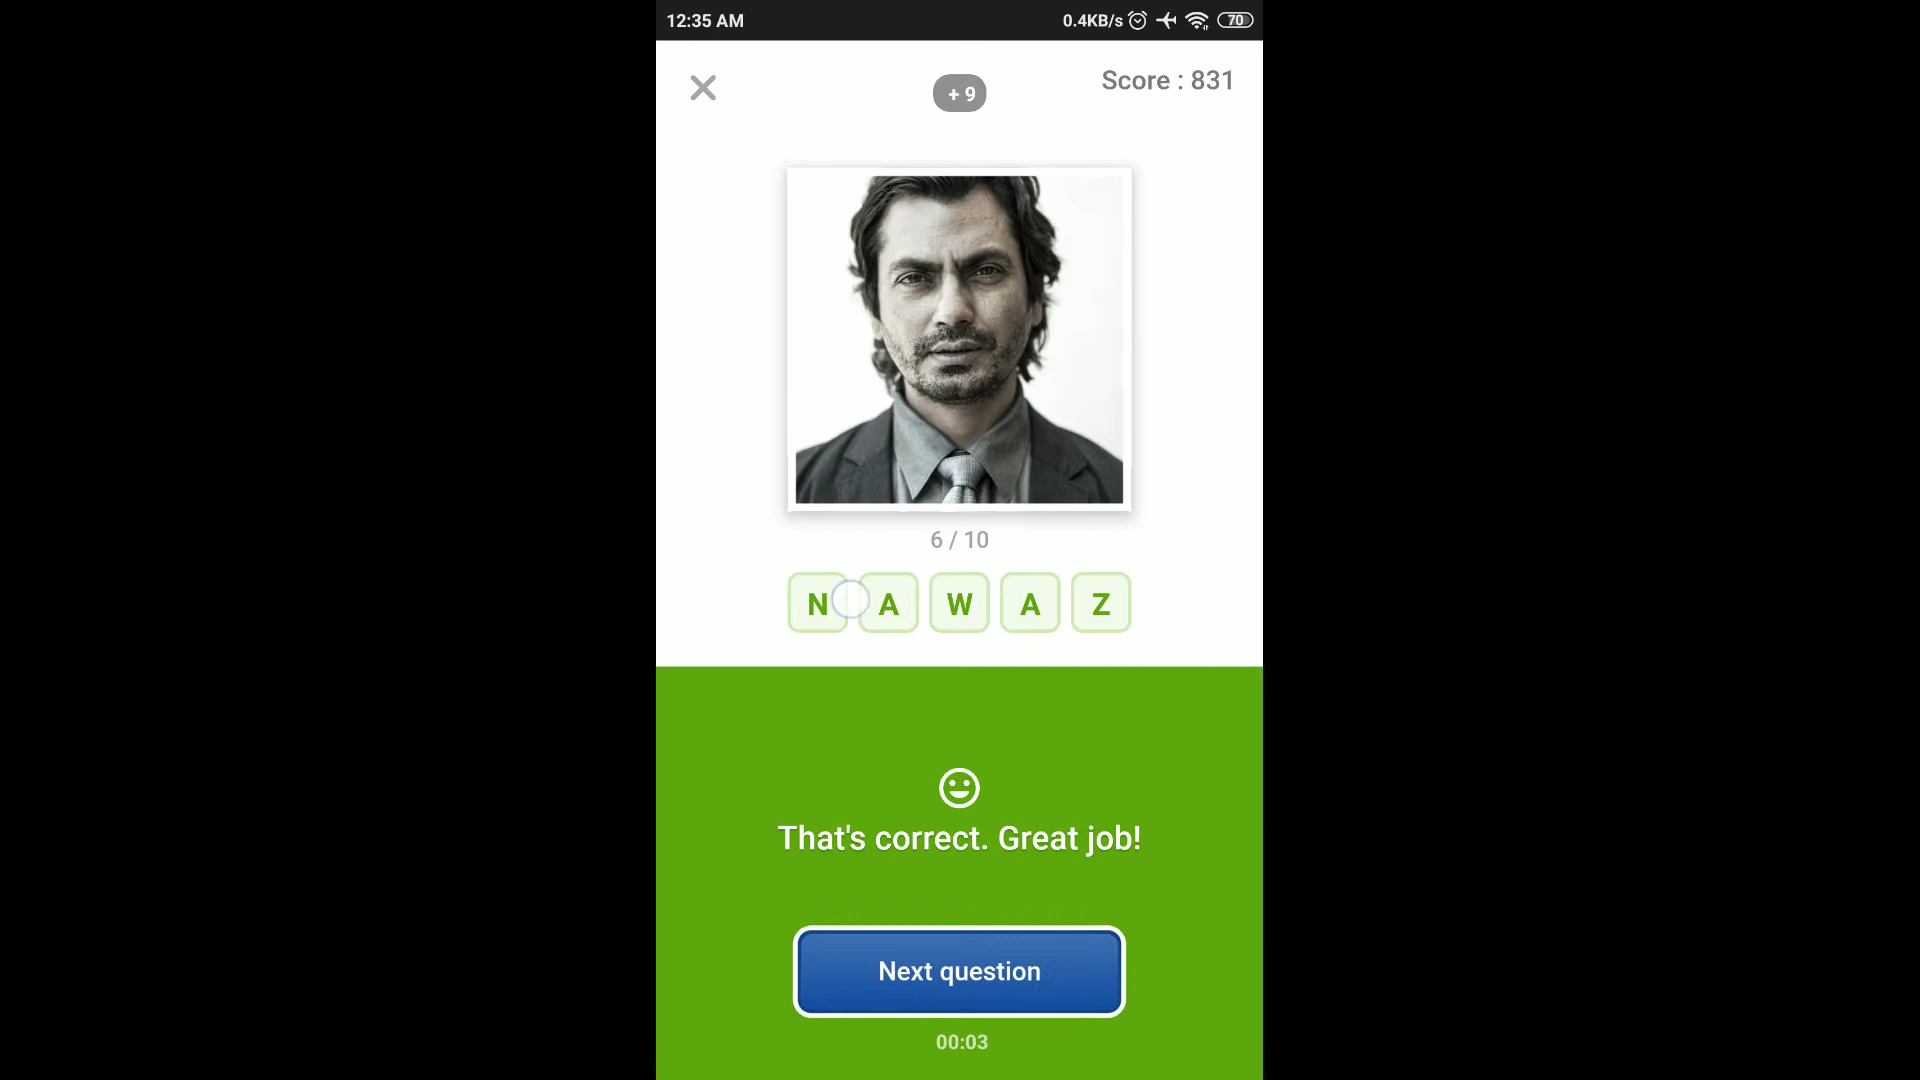 12:35 AM
0.4KB/s
70
+ 9
Score : 831
6 / 10
N A W A Z
That's correct. Great job!
Next question
00:03